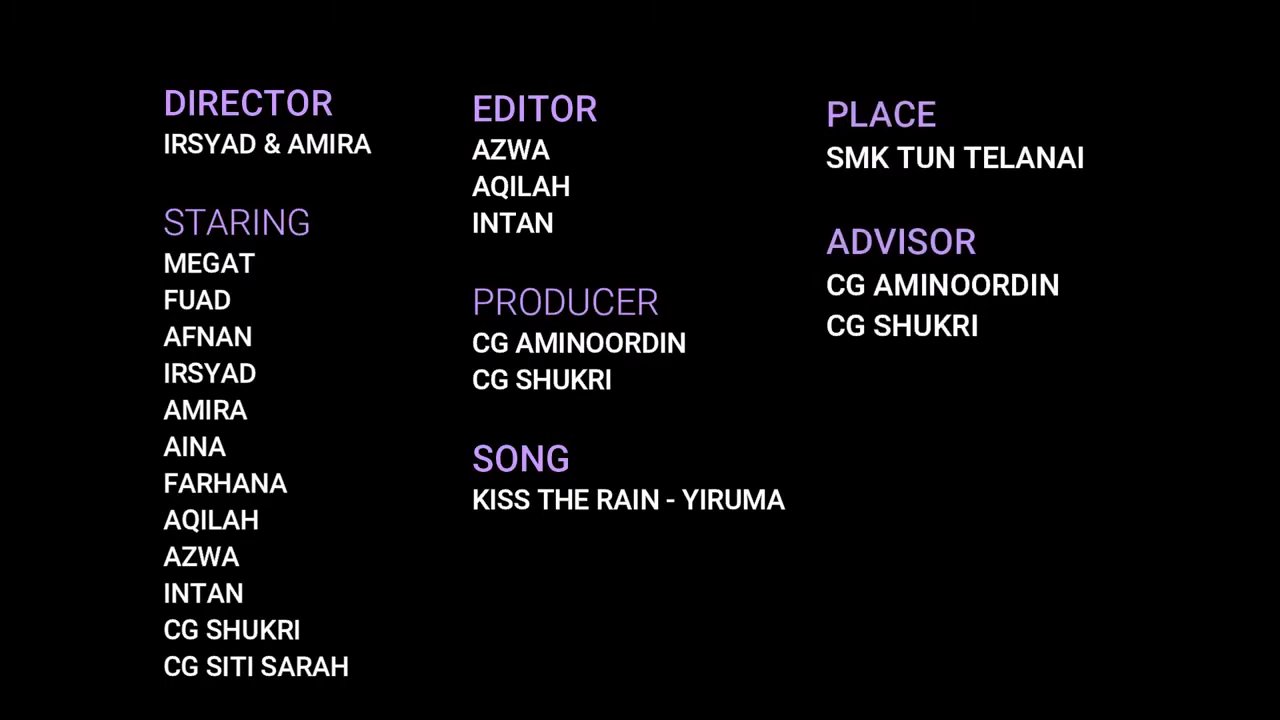 DIRECTOR
IRSYAD & AMIRA
STARING
MEGAT
FUAD
AFNAN
IRSYAD
AMIRA
AINA
FARHANA
AQILAH
AZWA
INTAN
CG SHUKRI
CG SITI SARAH
EDITOR
AZWA
AQILAH
INTAN
PRODUCER
CG AMINOORDIN
CG SHUKRI
SONG
KISS THE RAIN - YIRUMA
PLACE
SMK TUN TELANAI
ADVISOR
CG AMINOORDIN
CG SHUKRI